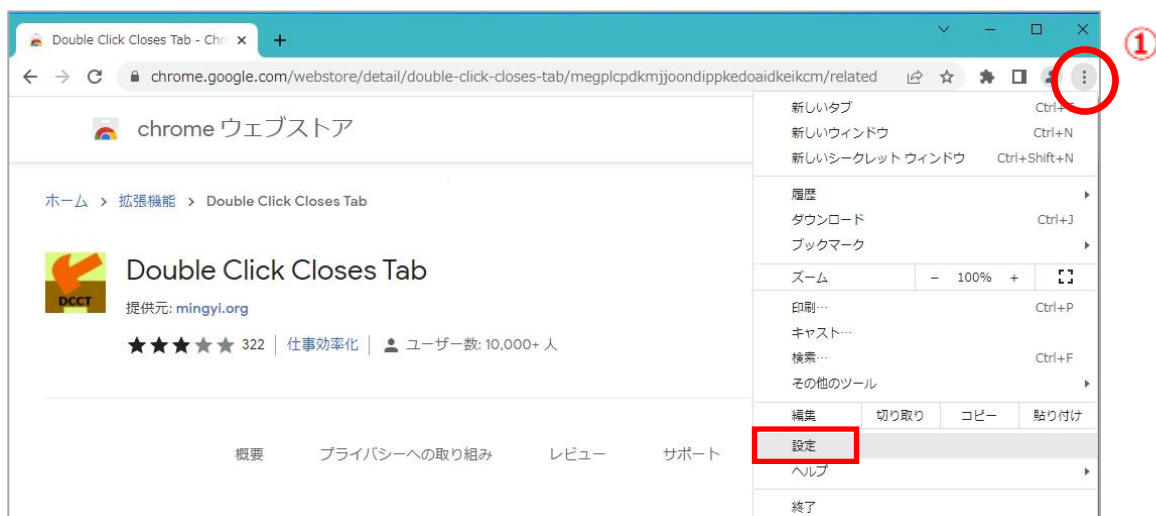 Double Click Closes Tab - Chr
①
chrome.google.com/webstore/detail/double-click-closes-tab/megplcpdkmjjoondippkedoaidkeikcm/related
chrome ウェブストア
ホーム > 拡張機能 > Double Click Closes Tab
DCCT
Double Click Closes Tab
提供元: mingyi.org
322 仕事効率化 ユーザー数: 10,000+ 人
概要 プライバシーへの取り組み レビュー サポート
新しいタブ Ctrl+T
新しいウィンドウ Ctrl+N
新しいシークレット ウィンドウ Ctrl+Shift+N
履歴
ダウンロード Ctrl+J
ブックマーク
ズーム - 100% +
印刷… Ctrl+P
キャスト…
検索… Ctrl+F
その他のツール
編集 切り取り コピー 貼り付け
設定
ヘルプ
終了